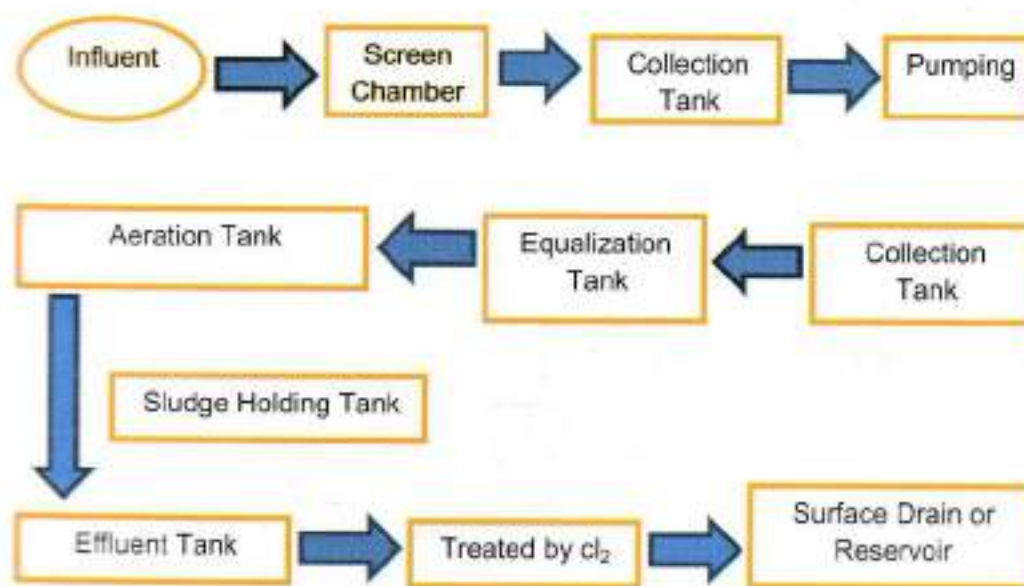 Influent
Screen
Chamber
Collection
Tank
Pumping
Aeration Tank
Equalization
Tank
Collection
Tank
Sludge Holding Tank
Effluent Tank
Treated by cl₂
Surface Drain or
Reservoir